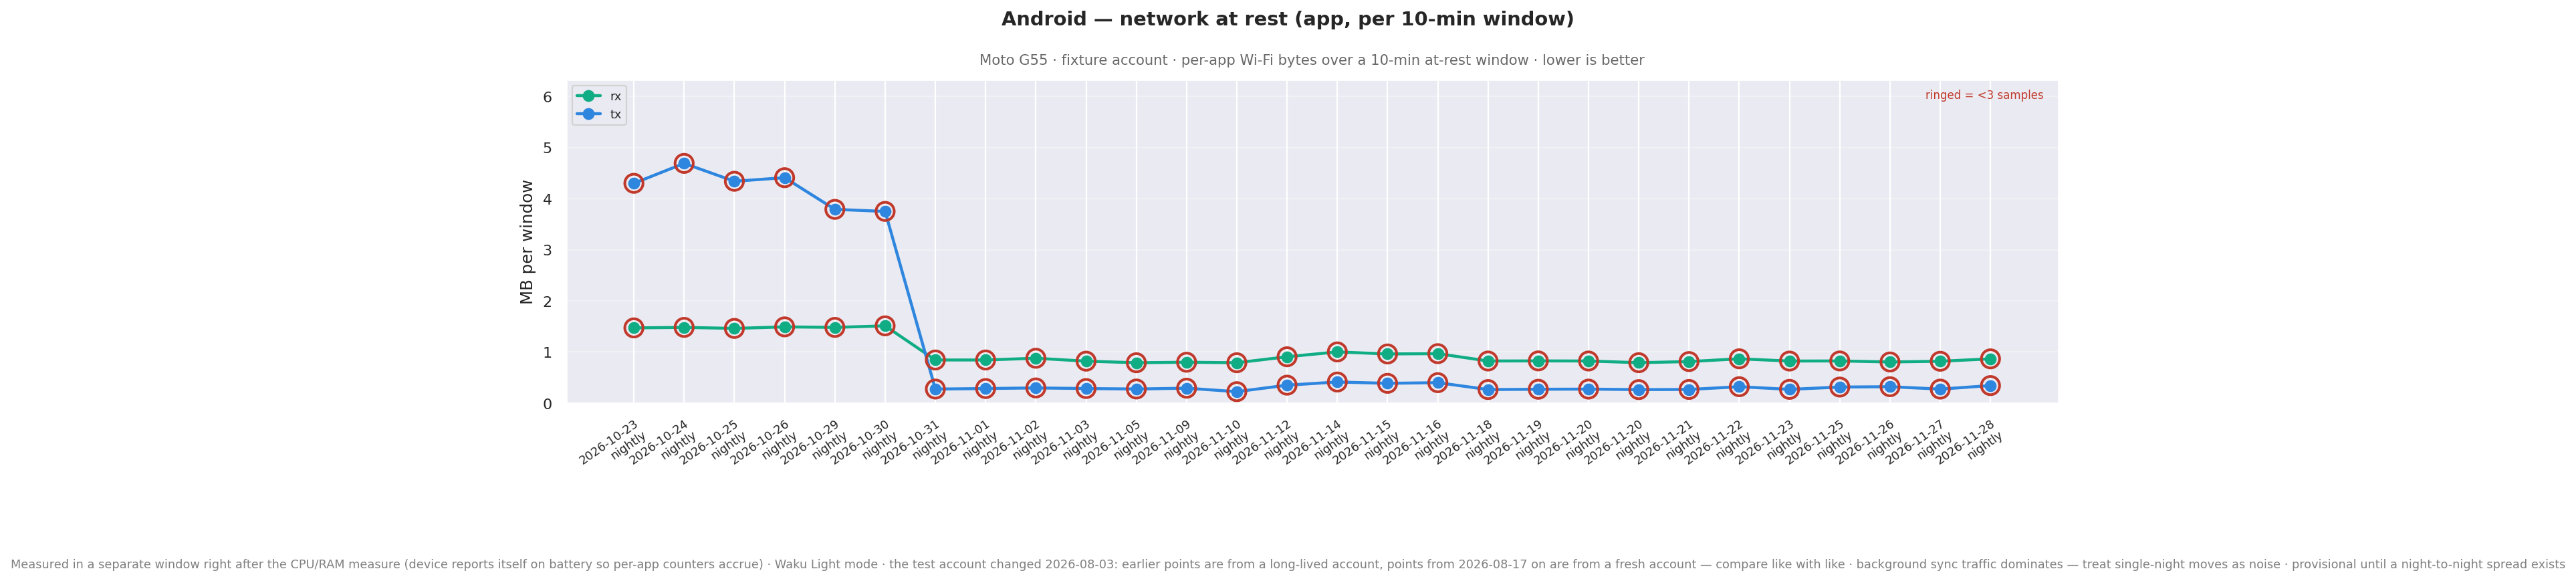 Android — network at rest (app, per 10-min window)
Moto G55 · fixture account · per-app Wi-Fi bytes over a 10-min at-rest window · lower is better
rx
tx
ringed = <3 samples
MB per window
6
5
4
3
2
1
0
2026-10-23
nightly
2026-10-24
nightly
2026-10-25
nightly
2026-10-26
nightly
2026-10-29
nightly
2026-10-30
nightly
2026-10-31
nightly
2026-11-01
nightly
2026-11-02
nightly
2026-11-03
nightly
2026-11-05
nightly
2026-11-09
nightly
2026-11-10
nightly
2026-11-12
nightly
2026-11-14
nightly
2026-11-15
nightly
2026-11-16
nightly
2026-11-18
nightly
2026-11-19
nightly
2026-11-20
nightly
2026-11-20
nightly
2026-11-21
nightly
2026-11-22
nightly
2026-11-23
nightly
2026-11-25
nightly
2026-11-26
nightly
2026-11-27
nightly
2026-11-28
nightly
Measured in a separate window right after the CPU/RAM measure (device reports itself on battery so per-app counters accrue) · Waku Light mode · the test account changed 2026-08-03: earlier points are from a long-lived account, points from 2026-08-17 on are from a fresh account — compare like with like · background sync traffic dominates — treat single-night moves as noise · provisional until a night-to-night spread exists